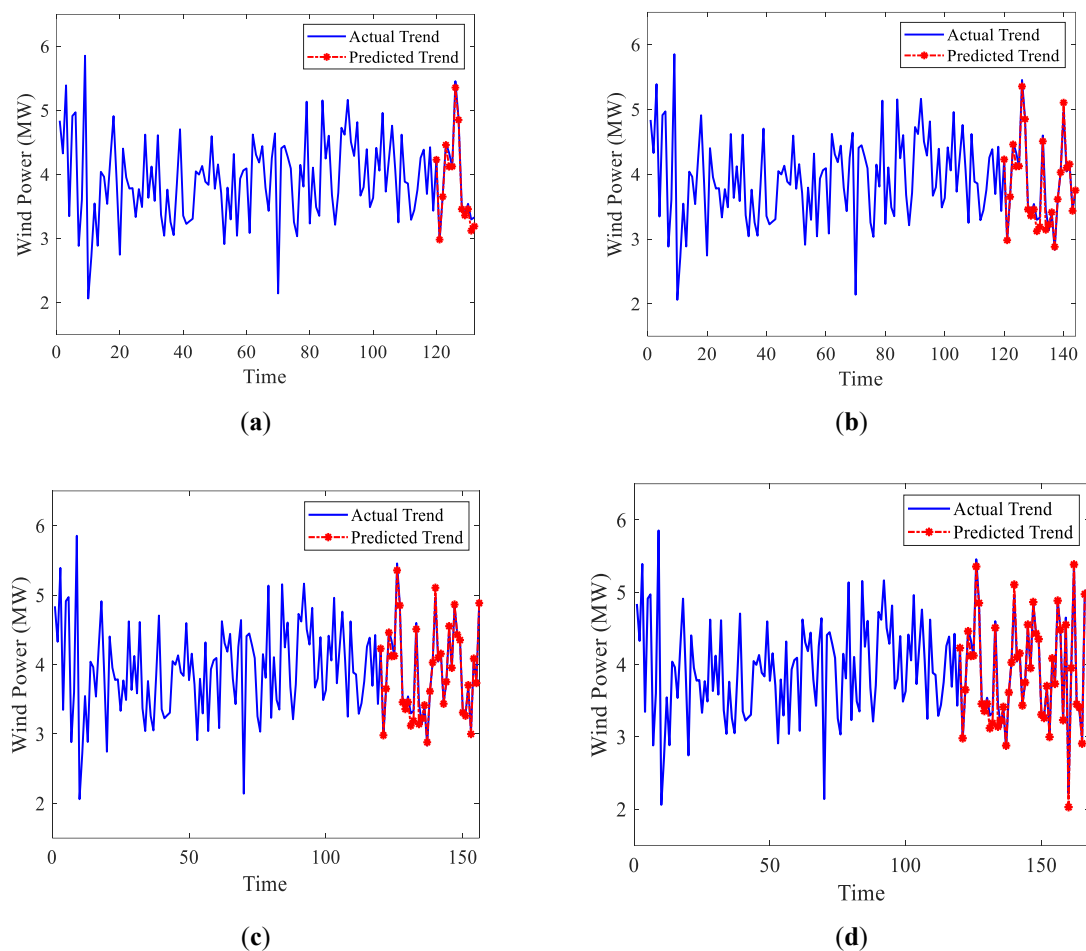 Actual Trend
Predicted Trend
Wind Power (MW)
6
5
4
3
2
0 20 40 60 80 100 120
Time
(a)
Actual Trend
Predicted Trend
Wind Power (MW)
6
5
4
3
2
0 20 40 60 80 100 120 140
Time
(b)
Actual Trend
Predicted Trend
Wind Power (MW)
6
5
4
3
2
0 50 100 150
Time
(c)
Actual Trend
Predicted Trend
Wind Power (MW)
6
5
4
3
2
0 50 100 150
Time
(d)